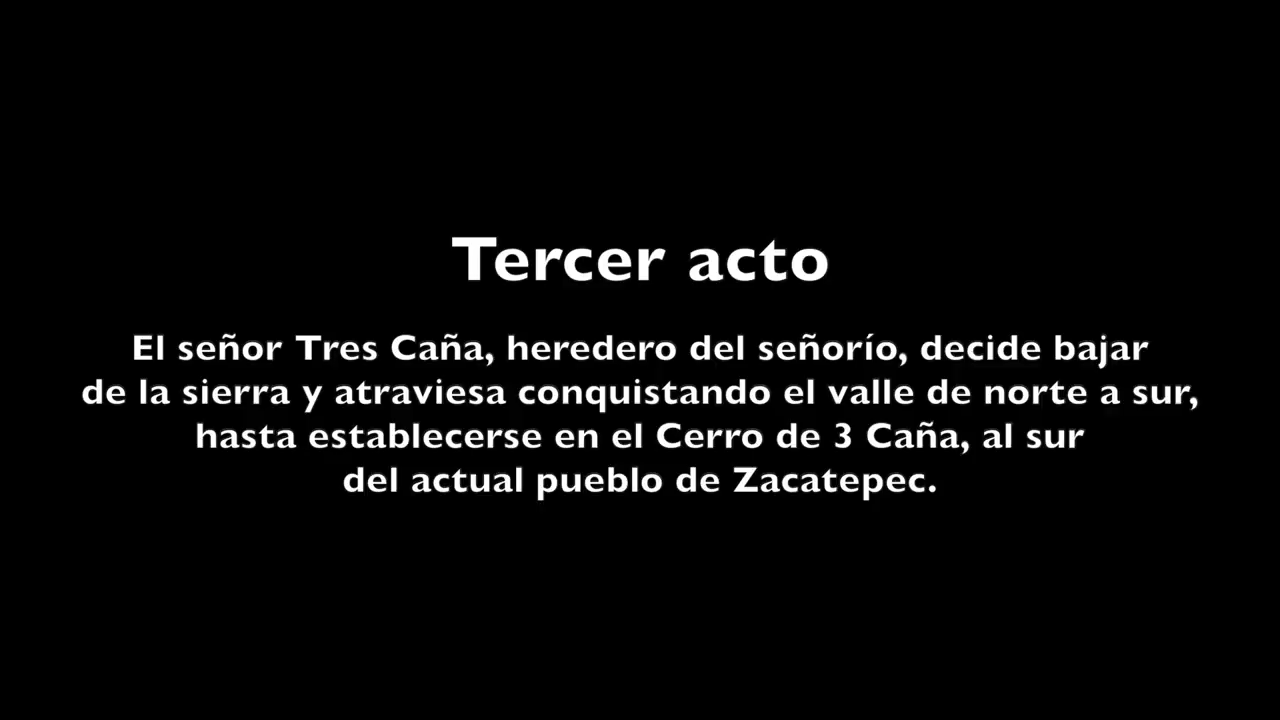 Tercer acto
El señor Tres Caña, heredero del señorío, decide bajar
de la sierra y atraviesa conquistando el valle de norte a sur,
hasta establecerse en el Cerro de 3 Caña, al sur
del actual pueblo de Zacatepec.